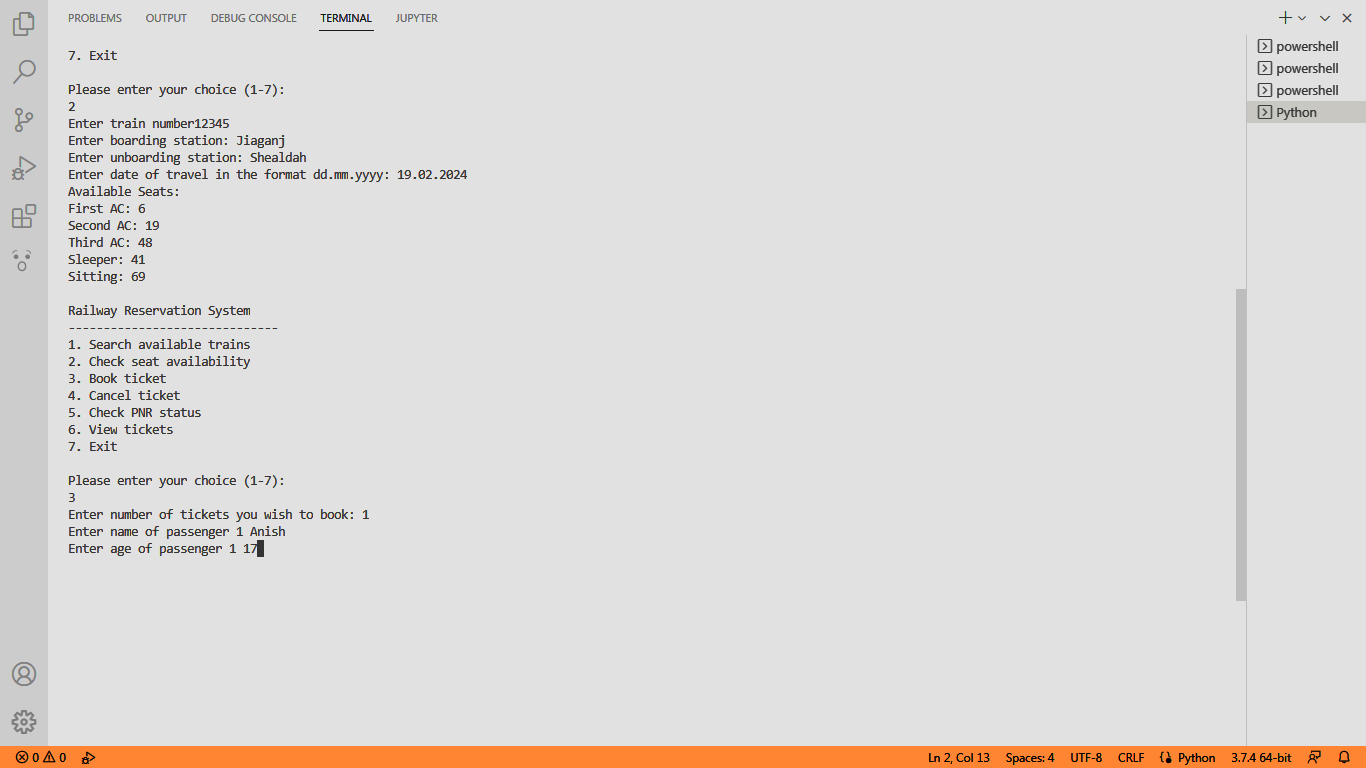 PROBLEMS OUTPUT DEBUG CONSOLE TERMINAL JUPYTER
7. Exit
Please enter your choice (1-7):
2
Enter train number12345
Enter boarding station: Jiaganj
Enter unboarding station: Shealdah
Enter date of travel in the format dd.mm.yyyy: 19.02.2024
Available Seats:
First AC: 6
Second AC: 19
Third AC: 48
Sleeper: 41
Sitting: 69
Railway Reservation System
------------------------------
1. Search available trains
2. Check seat availability
3. Book ticket
4. Cancel ticket
5. Check PNR status
6. View tickets
7. Exit
Please enter your choice (1-7):
3
Enter number of tickets you wish to book: 1
Enter name of passenger 1 Anish
Enter age of passenger 1 17
powershell
powershell
powershell
Python
0 0 Ln 2, Col 13 Spaces: 4 UTF-8 CRLF Python 3.7.4 64-bit